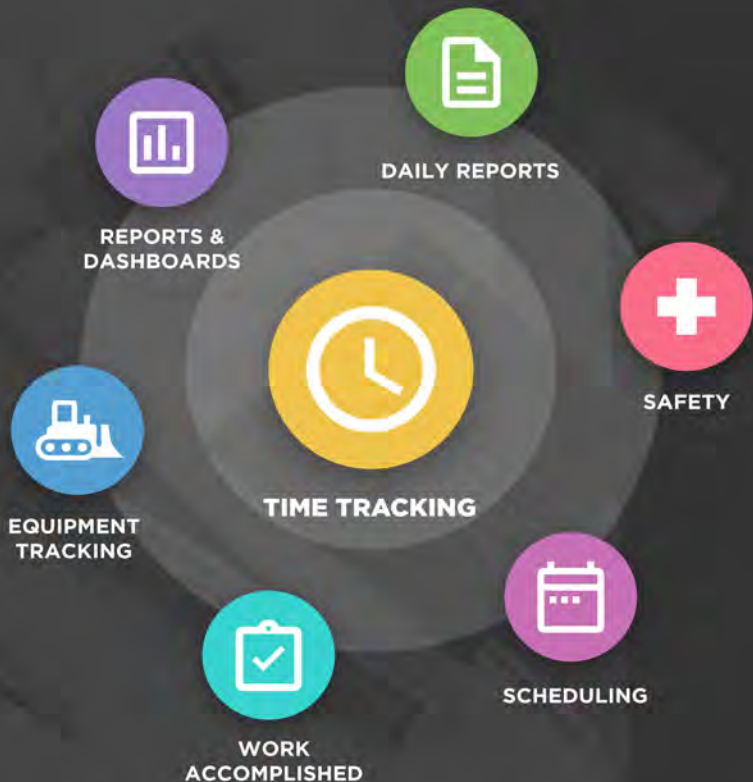 DAILY REPORTS
REPORTS &
DASHBOARDS
SAFETY
TIME TRACKING
EQUIPMENT
TRACKING
SCHEDULING
WORK
ACCOMPLISHED